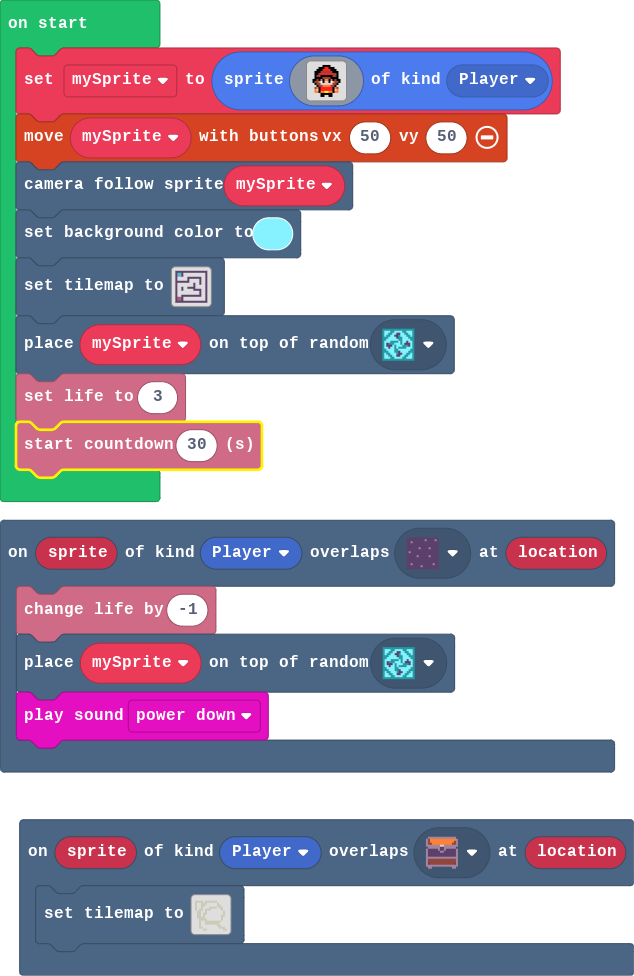 on start
set mySprite to sprite of kind Player
move mySprite with buttons vx 50 vy 50
camera follow sprite mySprite
set background color to
set tilemap to
place mySprite on top of random
set life to 3
start countdown 30 (s)
on sprite of kind Player overlaps at location
change life by -1
place mySprite on top of random
play sound power down
on sprite of kind Player overlaps at location
set tilemap to